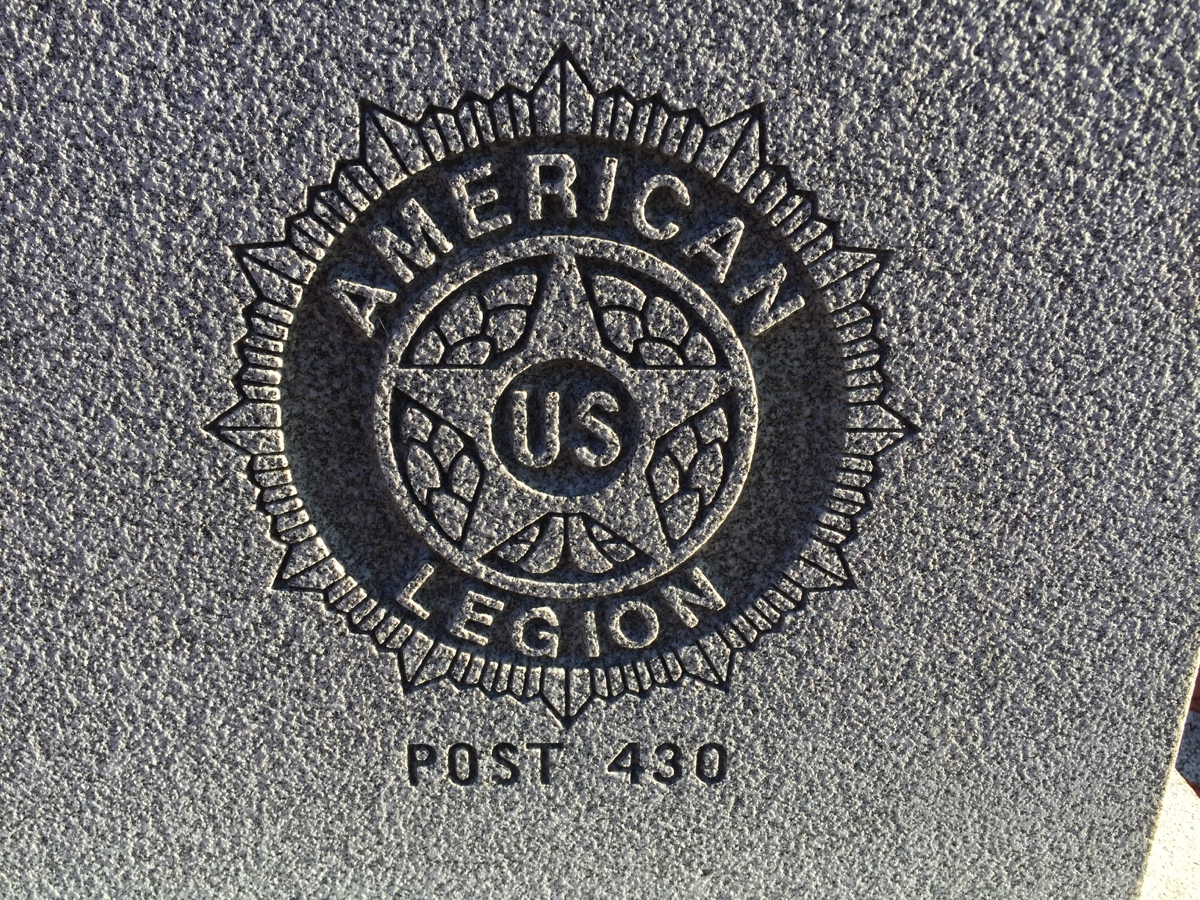 AMERICAN
US
LEGION
POST 430